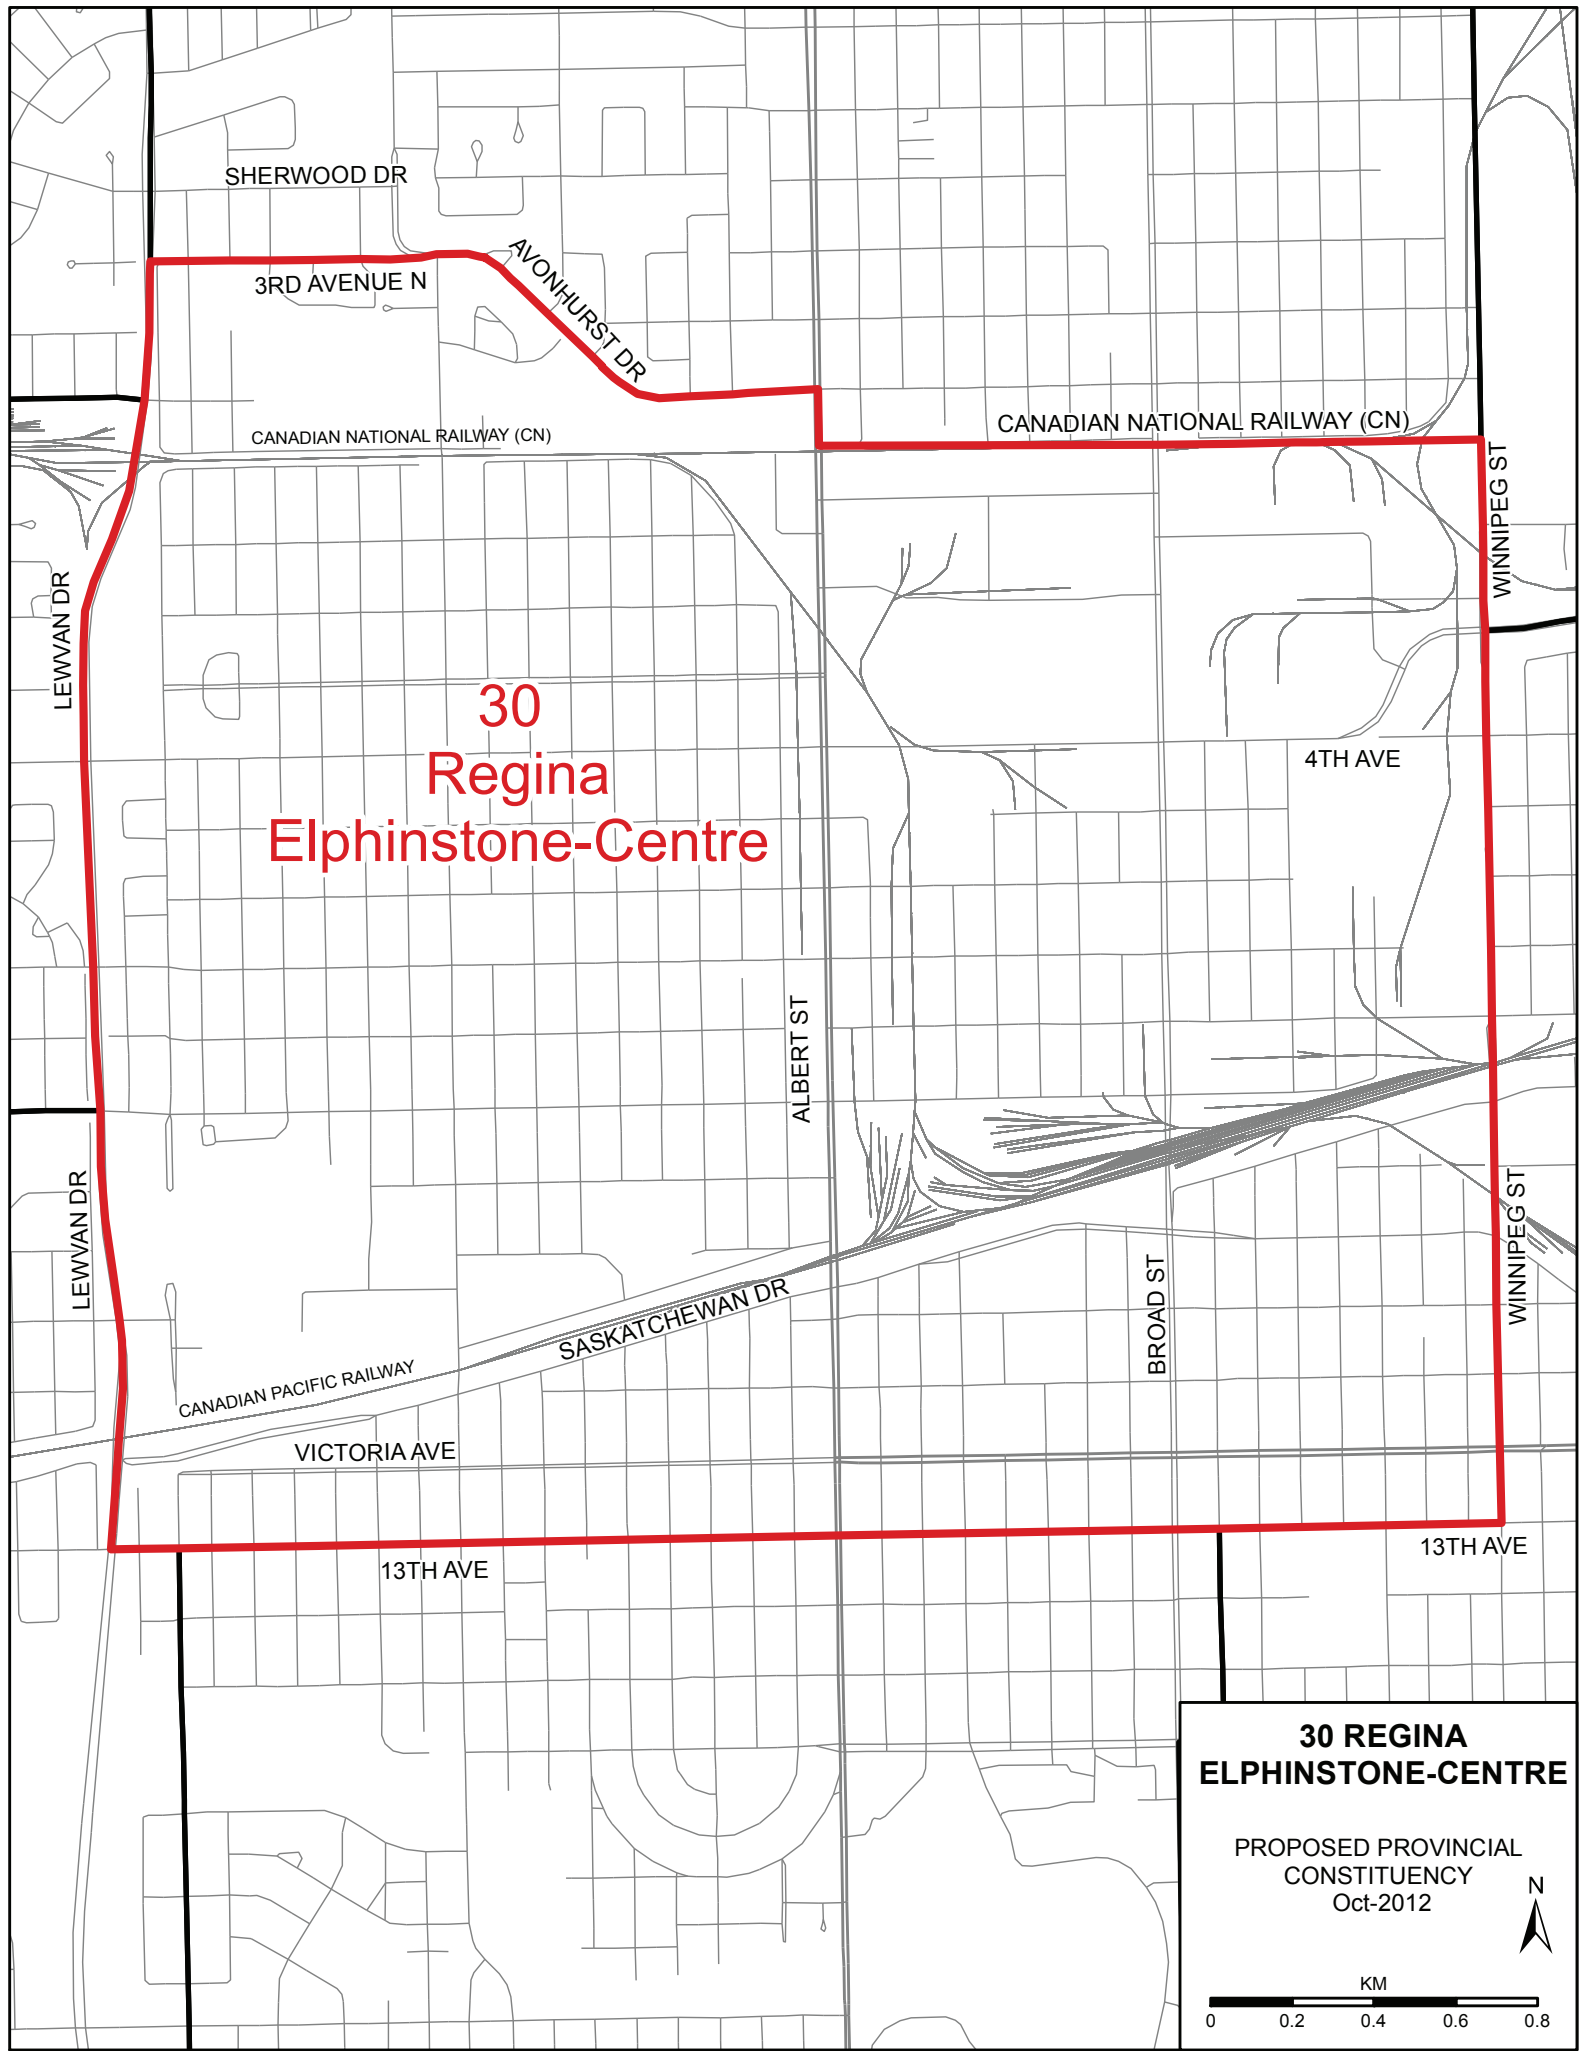 SHERWOOD DR
AVONHURST DR
3RD AVENUE N
CANADIAN NATIONAL RAILWAY (CN)
CANADIAN NATIONAL RAILWAY (CN)
WINNIPEG ST
LEWVAN DR
30
Regina
Elphinstone-Centre
4TH AVE
ALBERT ST
LEWVAN DR
WINNIPEG ST
BROAD ST
SASKATCHEWAN DR
CANADIAN PACIFIC RAILWAY
VICTORIA AVE
13TH AVE
13TH AVE
30 REGINA
ELPHINSTONE-CENTRE
PROPOSED PROVINCIAL
CONSTITUENCY
Oct-2012
N
KM
0 0.2 0.4 0.6 0.8